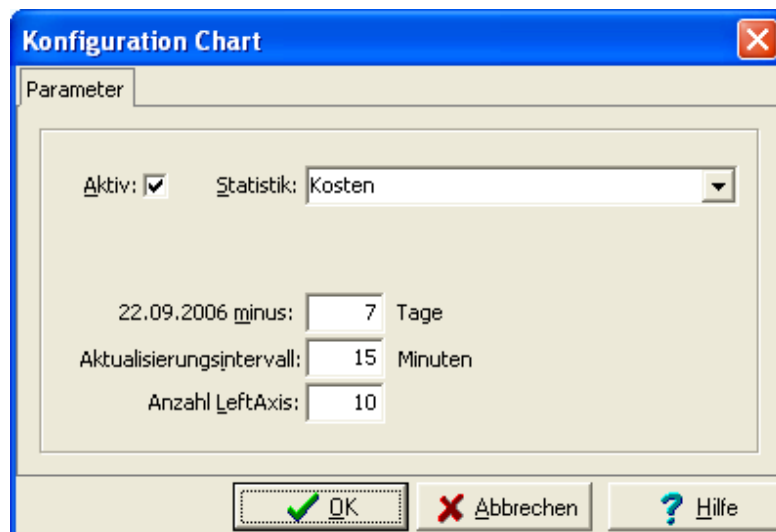 Konfiguration Chart
Parameter
Aktiv: Statistik: Kosten
22.09.2006 minus: 7 Tage
Aktualisierungsintervall: 15 Minuten
Anzahl LeftAxis: 10
OK Abbrechen Hilfe